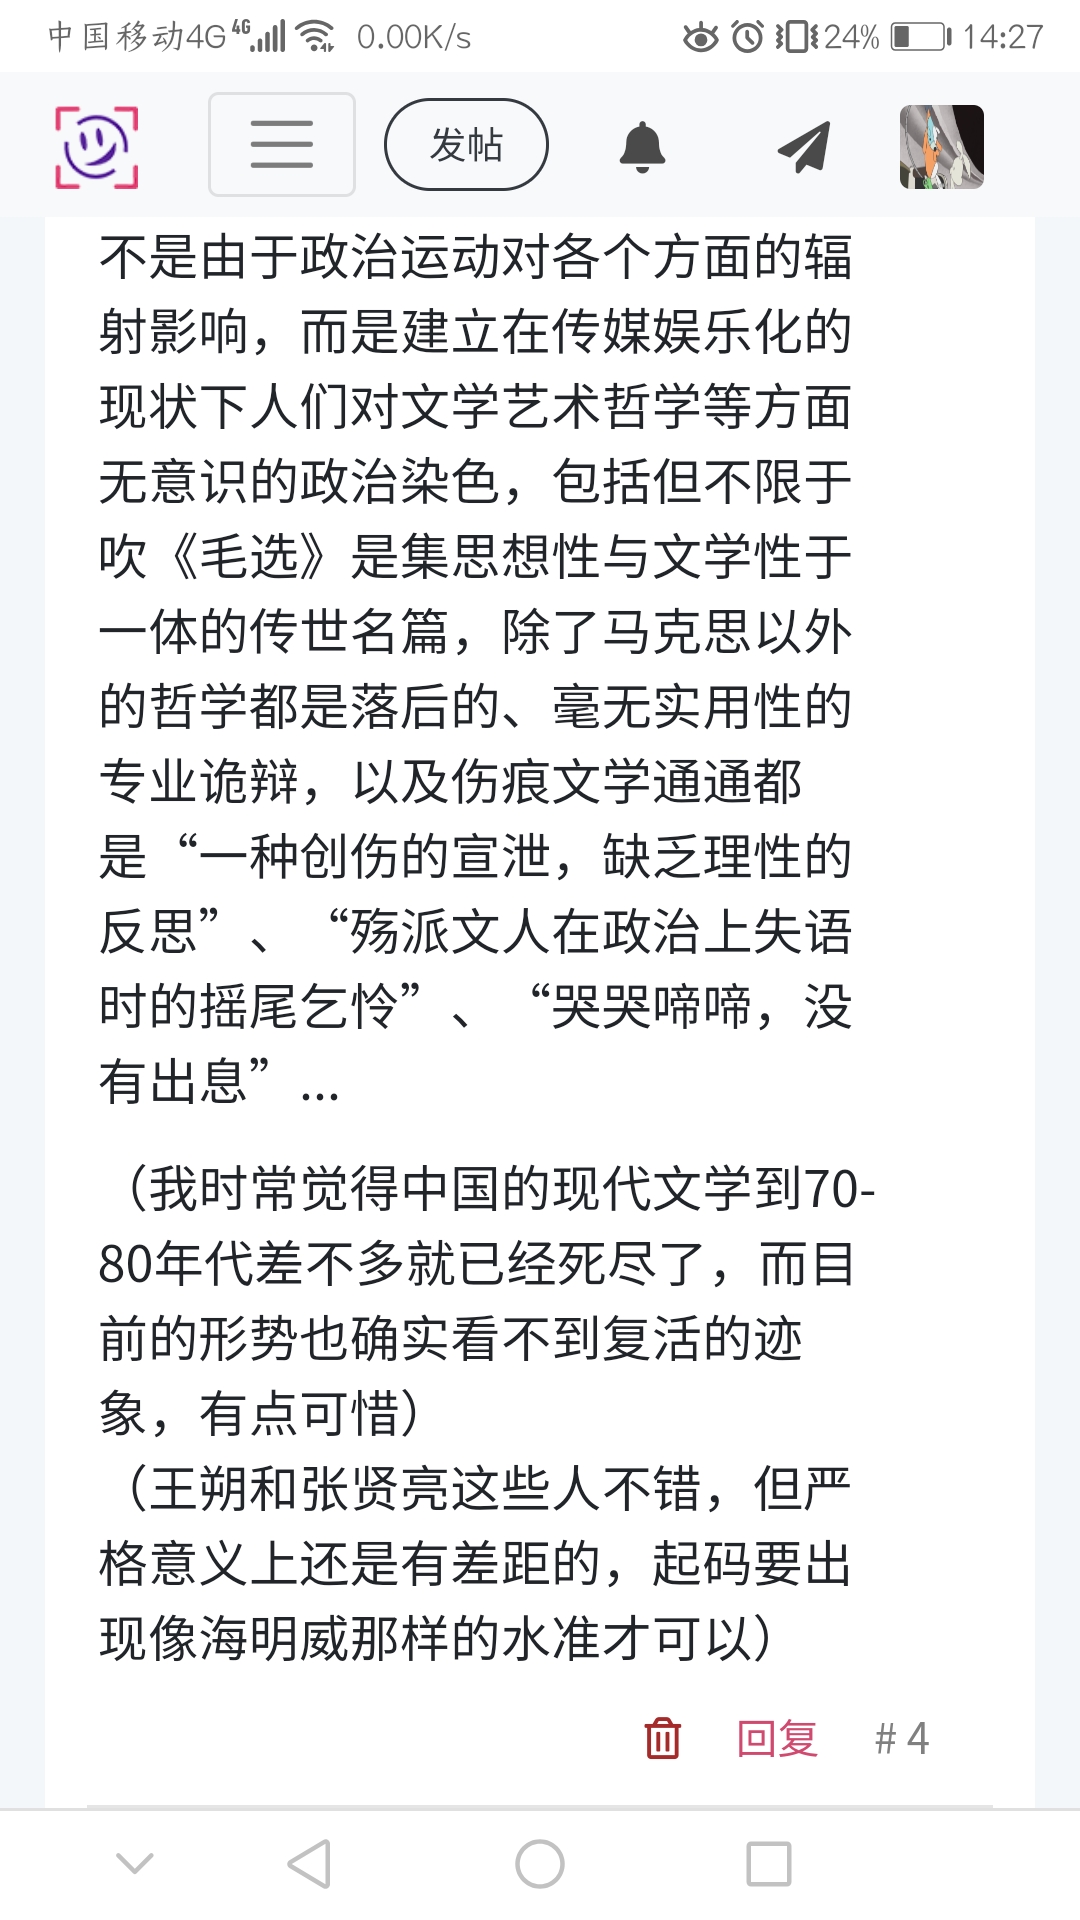 中国移动4G 4G 0.00K/s 24% 14:27
发帖
不是由于政治运动对各个方面的辐
射影响，而是建立在传媒娱乐化的
现状下人们对文学艺术哲学等方面
无意识的政治染色，包括但不限于
吹《毛选》是集思想性与文学性于
一体的传世名篇，除了马克思以外
的哲学都是落后的、毫无实用性的
专业诡辩，以及伤痕文学通通都
是“一种创伤的宣泄，缺乏理性的
反思”、“殇派文人在政治上失语
时的摇尾乞怜”、“哭哭啼啼，没
有出息”...
（我时常觉得中国的现代文学到70-
80年代差不多就已经死尽了，而目
前的形势也确实看不到复活的迹
象，有点可惜）
（王朔和张贤亮这些人不错，但严
格意义上还是有差距的，起码要出
现像海明威那样的水准才可以）
回复 # 4